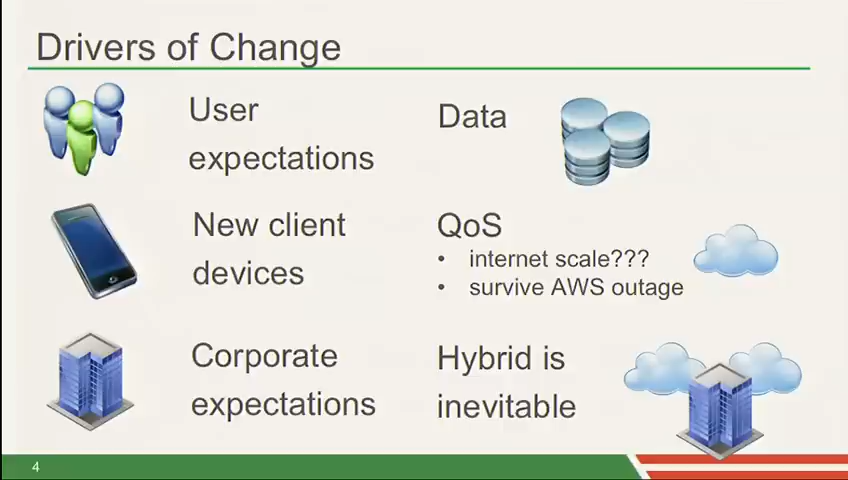 Drivers of Change
User
expectations
Data
New client
devices
QoS
• internet scale???
• survive AWS outage
Corporate
expectations
Hybrid is
inevitable
4